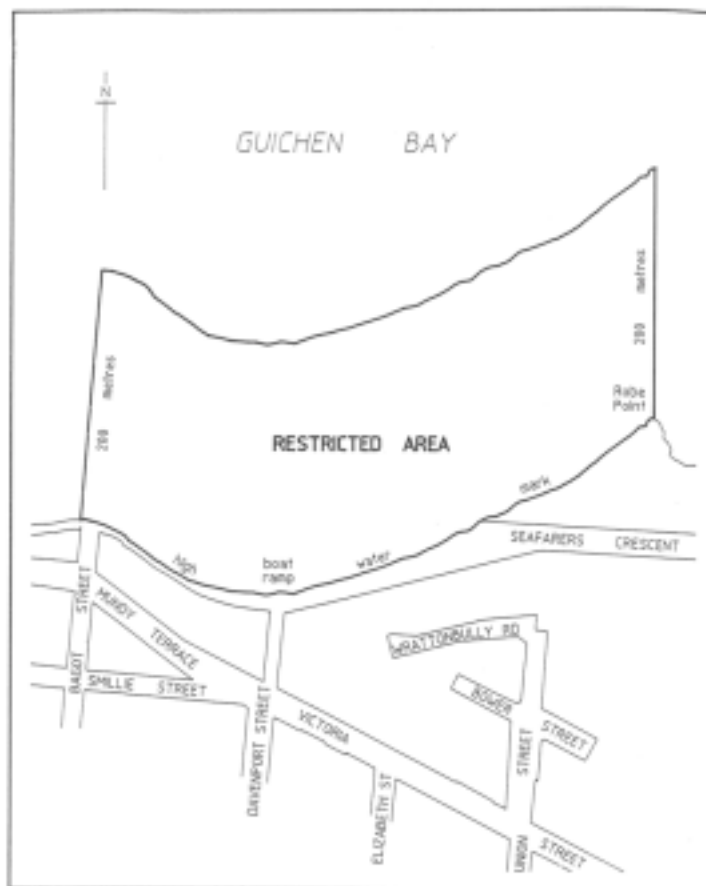 N
GUICHEN BAY
200 metres
200 metres
Robe
Point
RESTRICTED AREA
high water mark
boat
ramp
SEAFARERS CRESCENT
BAGOT STREET
MUNDY TERRACE
SMILLIE STREET
DAVENPORT STREET
VICTORIA STREET
ELIZABETH ST
WRATTONBULLY RD
BOWER STREET
UNION STREET